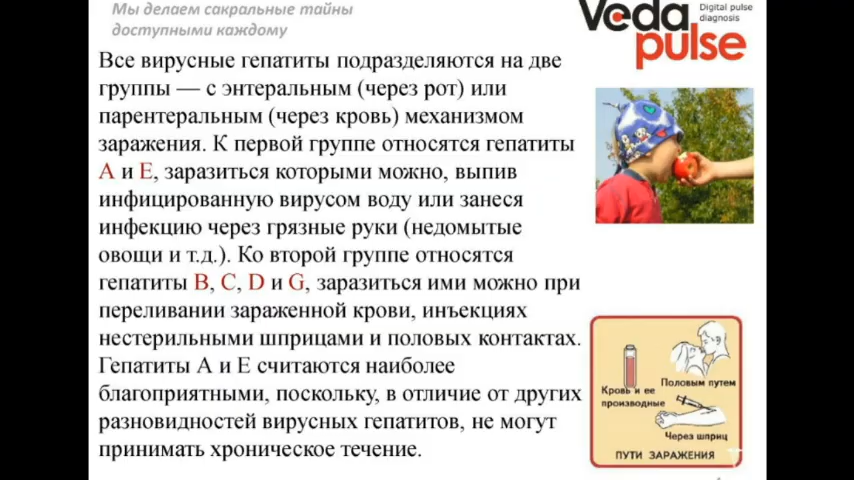 Мы делаем сакральные тайны
доступными каждому
Veda pulse
Digital pulse
diagnosis
Все вирусные гепатиты подразделяются на две
группы — с энтеральным (через рот) или
парентеральным (через кровь) механизмом
заражения. К первой группе относятся гепатиты
А и Е, заразиться которыми можно, выпив
инфицированную вирусом воду или занеся
инфекцию через грязные руки (недомытые
овощи и т.д.). Ко второй группе относятся
гепатиты B, C, D и G, заразиться ими можно при
переливании зараженной крови, инъекциях
нестерильными шприцами и половых контактах.
Гепатиты А и Е считаются наиболее
благоприятными, поскольку, в отличие от других
разновидностей вирусных гепатитов, не могут
принимать хроническое течение.
Половым путем
Кровь и ее
производные
Через шприц
ПУТИ ЗАРАЖЕНИЯ